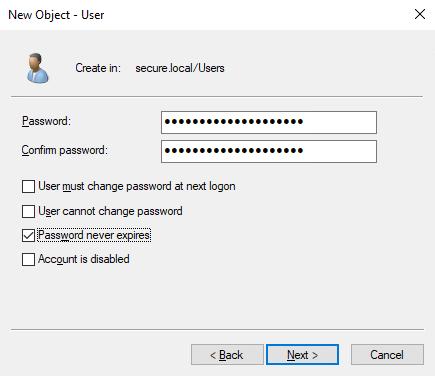 New Object - User
Create in: secure.local/Users
Password: ●●●●●●●●●●●●●●●●●●●●
Confirm password: ●●●●●●●●●●●●●●●●●●●●
User must change password at next logon
User cannot change password
Password never expires
Account is disabled
< Back Next > Cancel